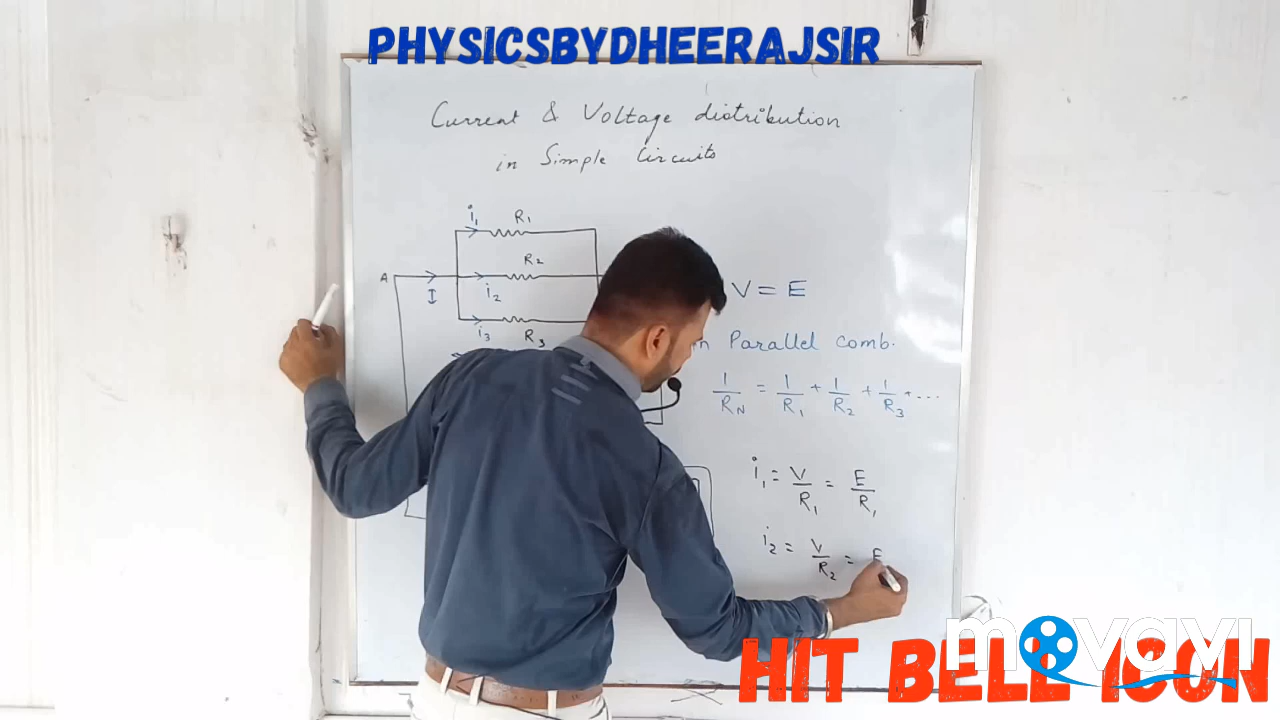 PHYSICSBYDHEERAJSIR
Current & Voltage distribution
in Simple Circuits
i1 R1
A I i2 R2
i3 R3
V = E
n Parallel comb.
1/RN = 1/R1 + 1/R2 + 1/R3 + ...
i1 = V/R1 = E/R1
i2 = V/R2 = E
HIT BELL ICON
movavi